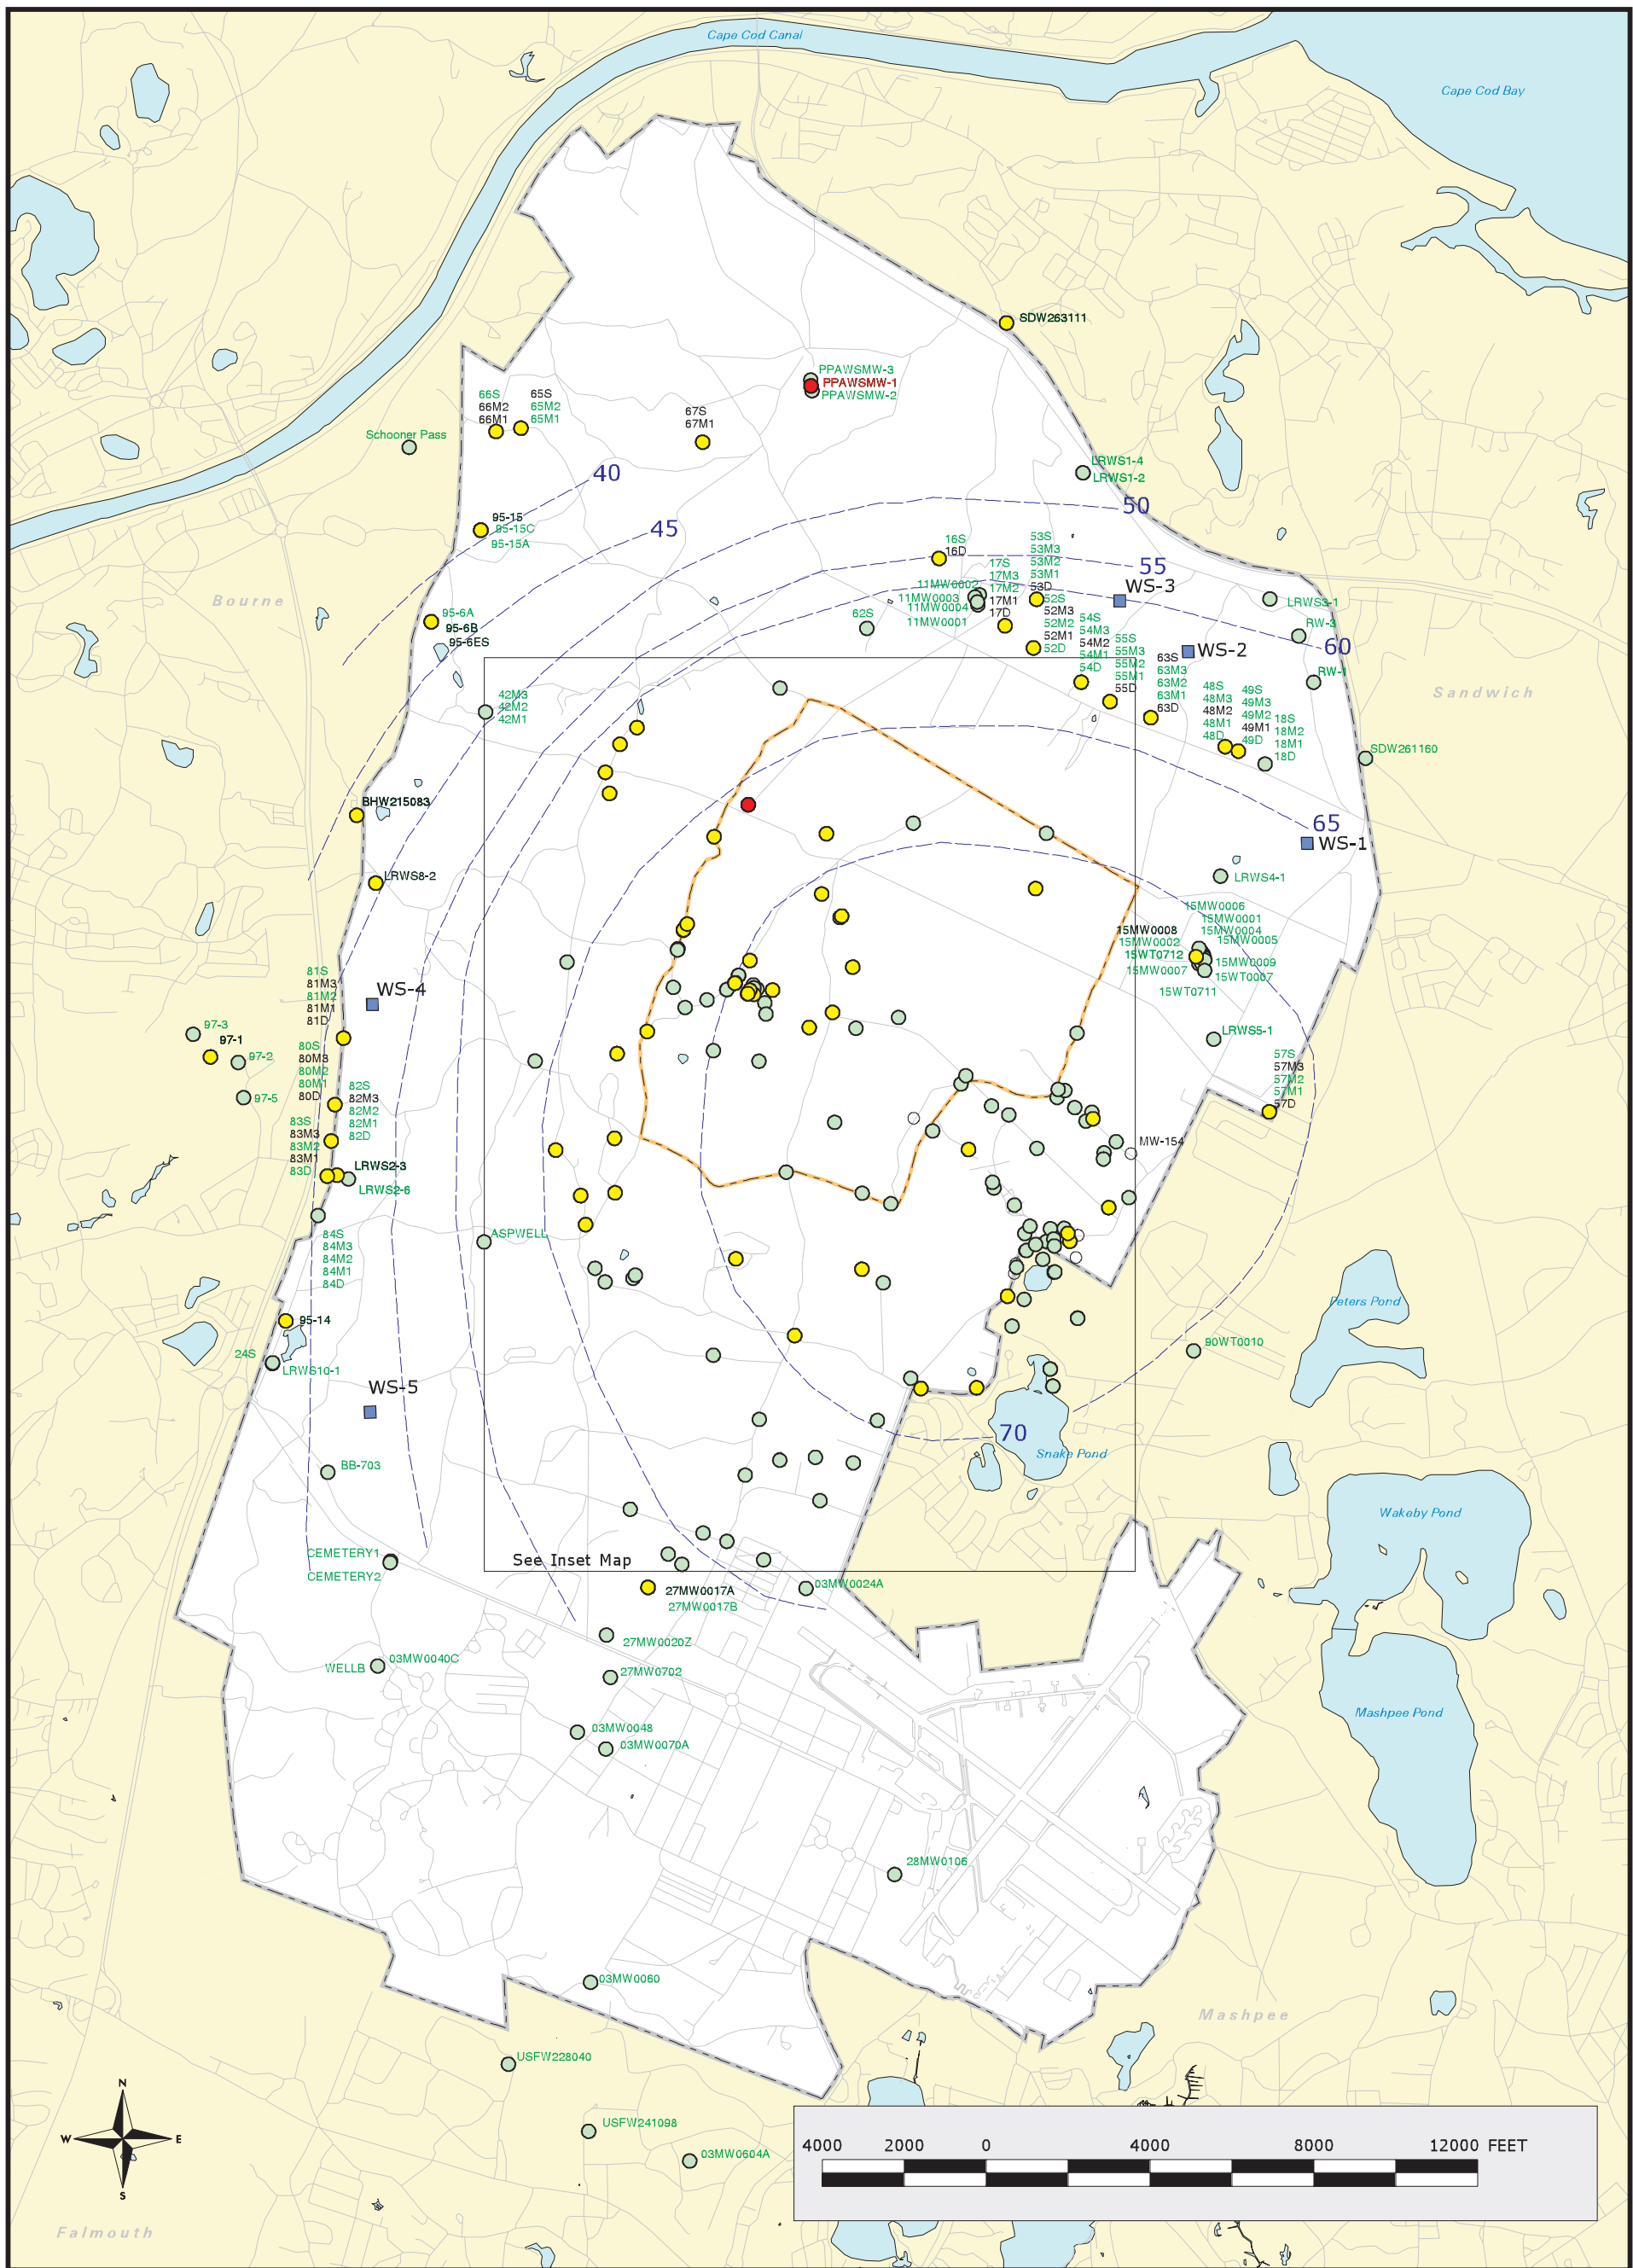 Cape Cod Canal
Cape Cod Bay
SDW263111
PPAWSMW-3
PPAWSMW-1
PPAWSMW-2
66S
66M2
66M1
65S
65M2
65M1
67S
67M1
Schooner Pass
LRWS1-4
LRWS1-2
40
45
50
55
60
65
70
95-15
95-15C
95-15A
16S
16D
53S
53M3
53M2
53M1
53D
17S
17M3
17M2
17M1
17D
11MW0002
11MW0003
11MW0004
11MW0001
52S
52M3
52M2
52M1
52D
WS-3
LRWS3-1
RW-3
RW-1
WS-2
Bourne
95-6A
95-6B
95-6ES
62S
54S
54M3
54M2
54M1
54D
55S
55M3
55M2
55M1
55D
63S
63M3
63M2
63M1
63D
48S
48M3
48M2
48M1
48D
49S
49M3
49M2
49M1
49D
18S
18M2
18M1
18D
Sandwich
SDW261160
42M3
42M2
42M1
BHW215083
WS-1
LRWS8-2
LRWS4-1
15MW0006
15MW0001
15MW0004
15MW0008
15MW0002
15MW0005
15WT0712
15MW0009
15MW0007
15WT0007
15WT0711
81S
81M3
81M2
81M1
81D
WS-4
97-3
97-1
97-2
97-5
80S
80M3
80M2
80M1
80D
82S
82M3
82M2
82M1
82D
83S
83M3
83M2
83M1
83D
LRWS5-1
57S
57M3
57M2
57M1
57D
MW-154
LRWS2-3
LRWS2-6
84S
84M3
84M2
84M1
84D
ASPWELL
95-14
24S
LRWS10-1
Peters Pond
90WT0010
WS-5
Snake Pond
BB-703
Wakeby Pond
CEMETERY1
CEMETERY2
See Inset Map
27MW0017A
27MW0017B
03MW0024A
27MW0020Z
WELLB
03MW0040C
27MW0702
Mashpee Pond
03MW0048
03MW0070A
28MW0106
03MW0060
Mashpee
USFW228040
USFW241098
03MW0604A
N
W
E
S
Falmouth
4000 2000 0 4000 8000 12000 FEET